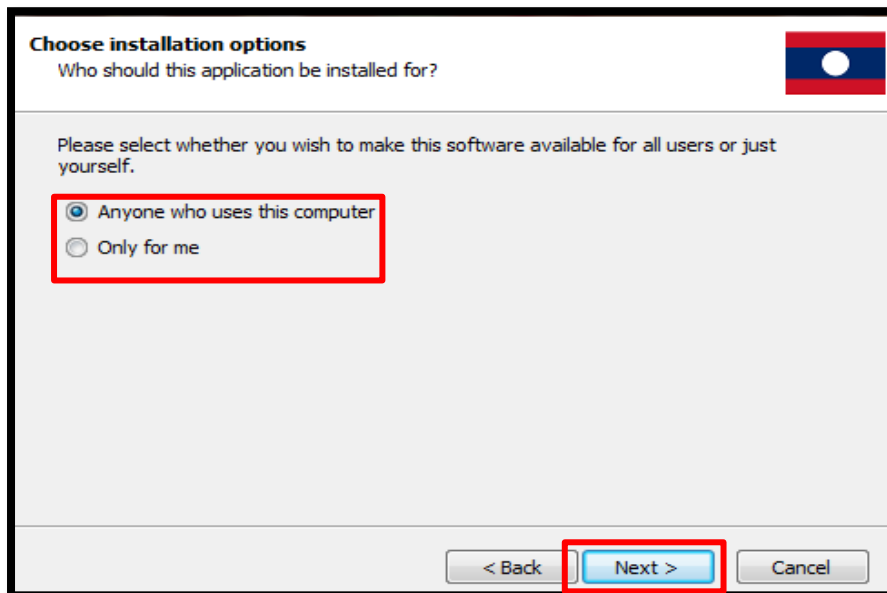 Choose installation options
Who should this application be installed for?
Please select whether you wish to make this software available for all users or just
yourself.
Anyone who uses this computer
Only for me
< Back
Next >
Cancel